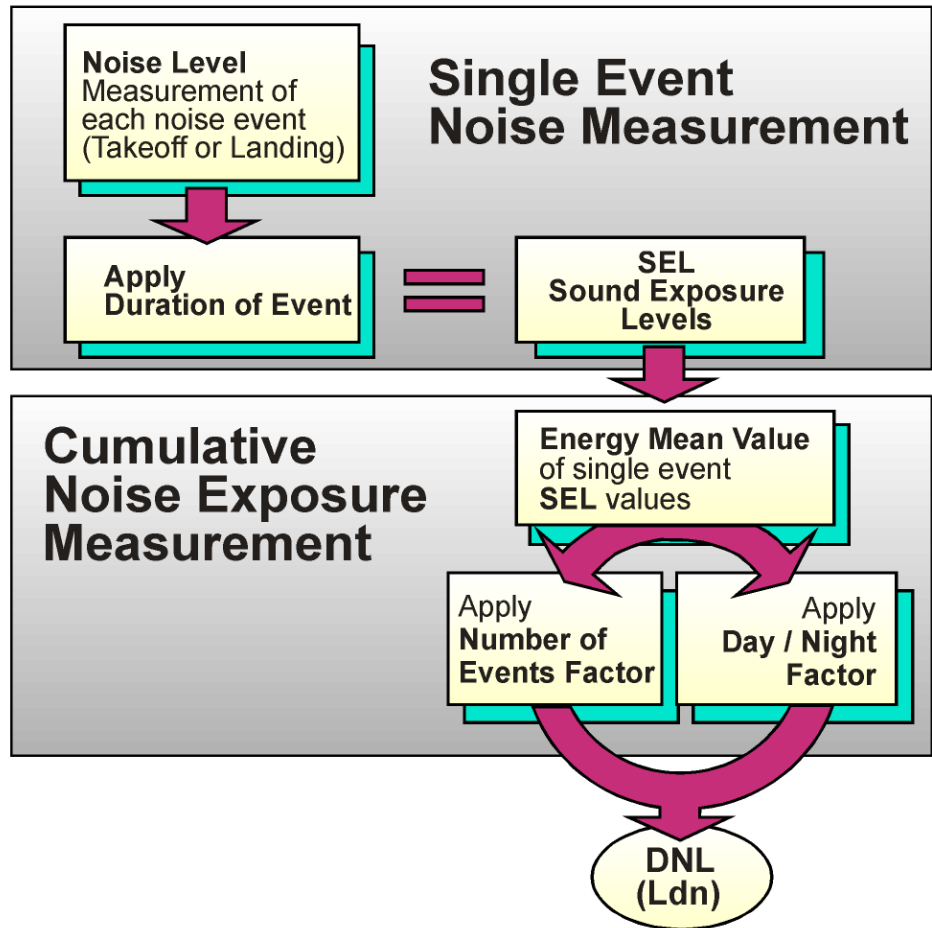 Noise Level
Measurement of
each noise event
(Takeoff or Landing)
Single Event
Noise Measurement
Apply
Duration of Event
SEL
Sound Exposure
Levels
Cumulative
Noise Exposure
Measurement
Energy Mean Value
of single event
SEL values
Apply
Number of
Events Factor
Apply
Day / Night
Factor
DNL
(Ldn)